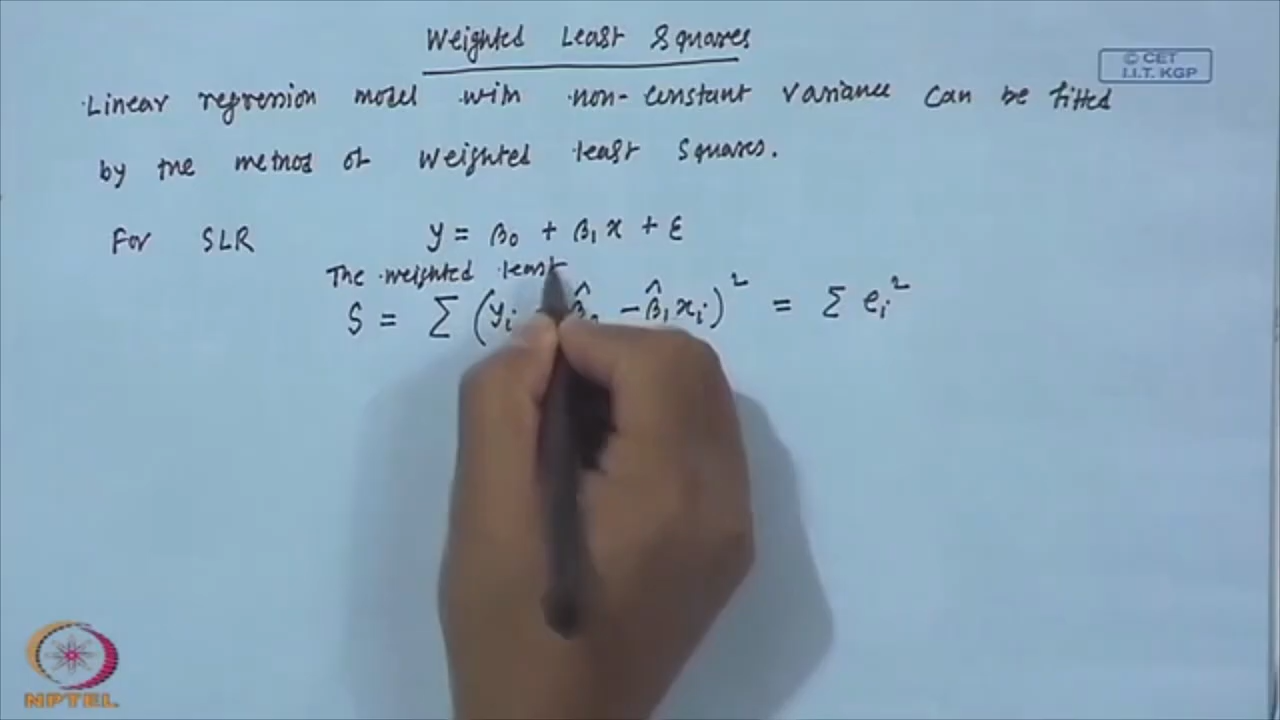 Weighted Least Squares
© CET
I.I.T. KGP
Linear regression model with non-constant variance can be fitted
by the method of weighted least squares.
For SLR y = β₀ + β₁x + ε
The weighted least
S = Σ (yᵢ - β̂₀ - β̂₁xᵢ)² = Σ eᵢ²
NPTEL